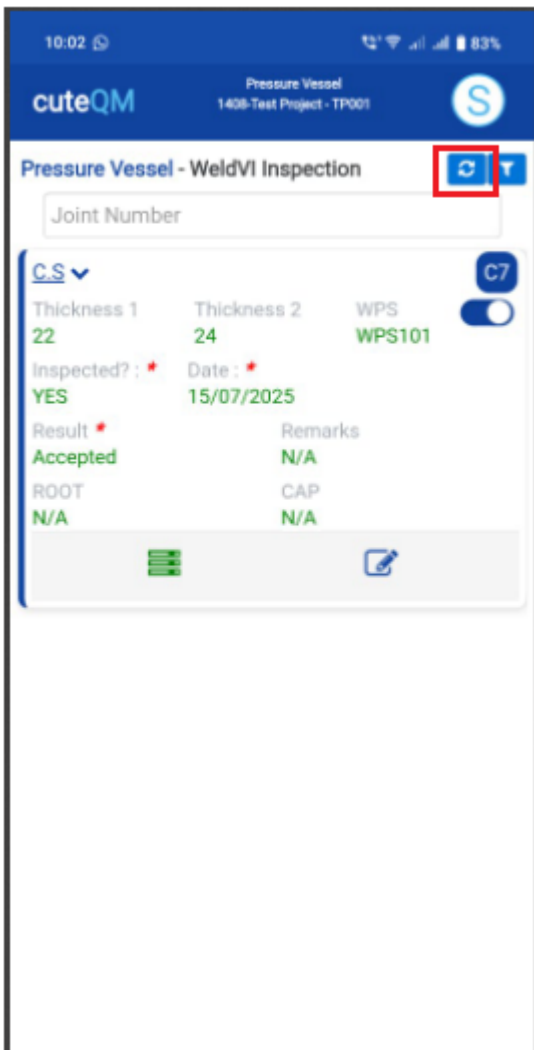 10:02 83%
cuteQM
Pressure Vessel
1408-Test Project - TP001
S
Pressure Vessel - WeldVI Inspection
Joint Number
C.S C7
Thickness 1 Thickness 2 WPS
22 24 WPS101
Inspected? : * Date : *
YES 15/07/2025
Result * Remarks
Accepted N/A
ROOT CAP
N/A N/A